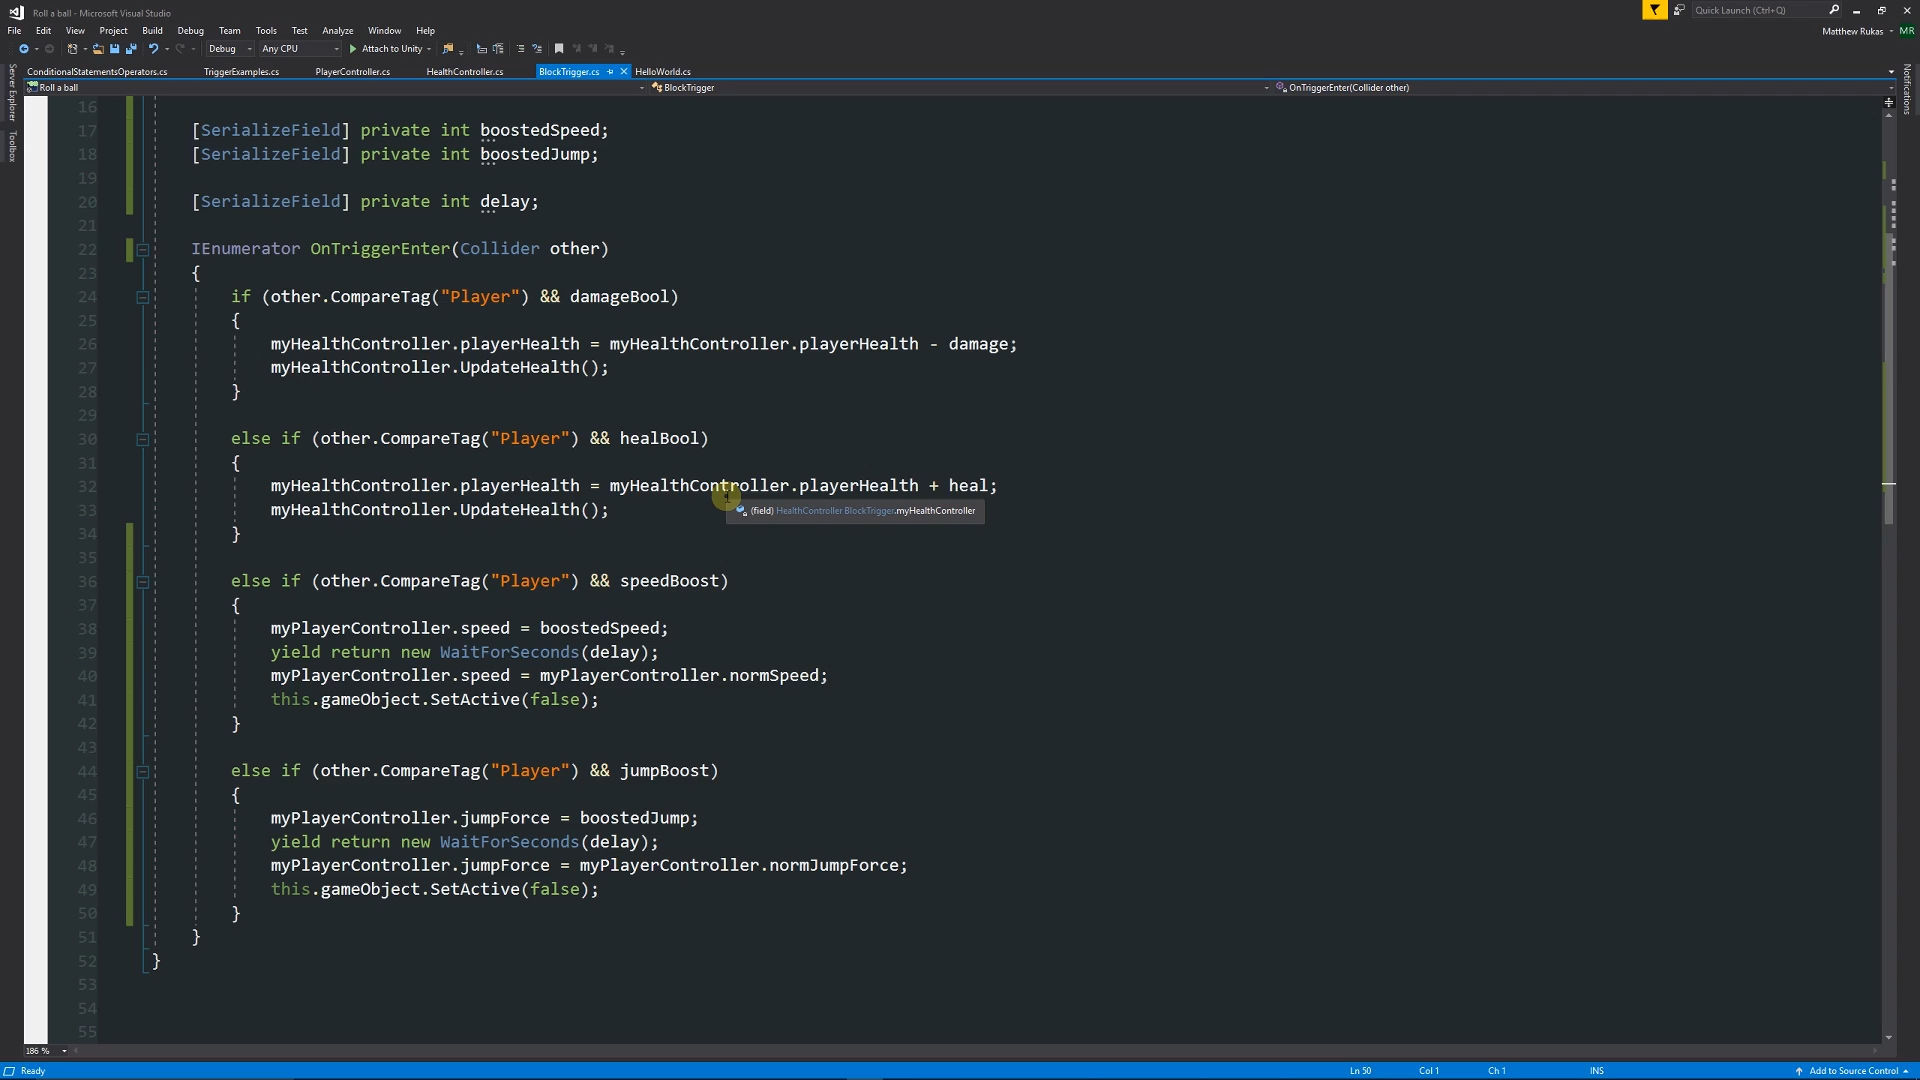 Roll a ball - Microsoft Visual Studio
Quick Launch (Ctrl+Q)
File Edit View Project Build Debug Team Tools Test Analyze Window Help
Matthew Rukas MR
Debug Any CPU Attach to Unity
ConditionalStatementsOperators.cs TriggerExamples.cs PlayerController.cs HealthController.cs BlockTrigger.cs HelloWorld.cs
Roll a ball BlockTrigger OnTriggerEnter(Collider other)
Server Explorer
Toolbox
Notifications
16
17 [SerializeField] private int boostedSpeed;
18 [SerializeField] private int boostedJump;
19
20 [SerializeField] private int delay;
21
22 IEnumerator OnTriggerEnter(Collider other)
23 {
24 if (other.CompareTag("Player") && damageBool)
25 {
26 myHealthController.playerHealth = myHealthController.playerHealth - damage;
27 myHealthController.UpdateHealth();
28 }
29
30 else if (other.CompareTag("Player") && healBool)
31 {
32 myHealthController.playerHealth = myHealthController.playerHealth + heal;
33 myHealthController.UpdateHealth();
(field) HealthController BlockTrigger.myHealthController
34 }
35
36 else if (other.CompareTag("Player") && speedBoost)
37 {
38 myPlayerController.speed = boostedSpeed;
39 yield return new WaitForSeconds(delay);
40 myPlayerController.speed = myPlayerController.normSpeed;
41 this.gameObject.SetActive(false);
42 }
43
44 else if (other.CompareTag("Player") && jumpBoost)
45 {
46 myPlayerController.jumpForce = boostedJump;
47 yield return new WaitForSeconds(delay);
48 myPlayerController.jumpForce = myPlayerController.normJumpForce;
49 this.gameObject.SetActive(false);
50 }
51 }
52 }
53
54
55
186 %
Ready Ln 50 Col 1 Ch 1 INS Add to Source Control